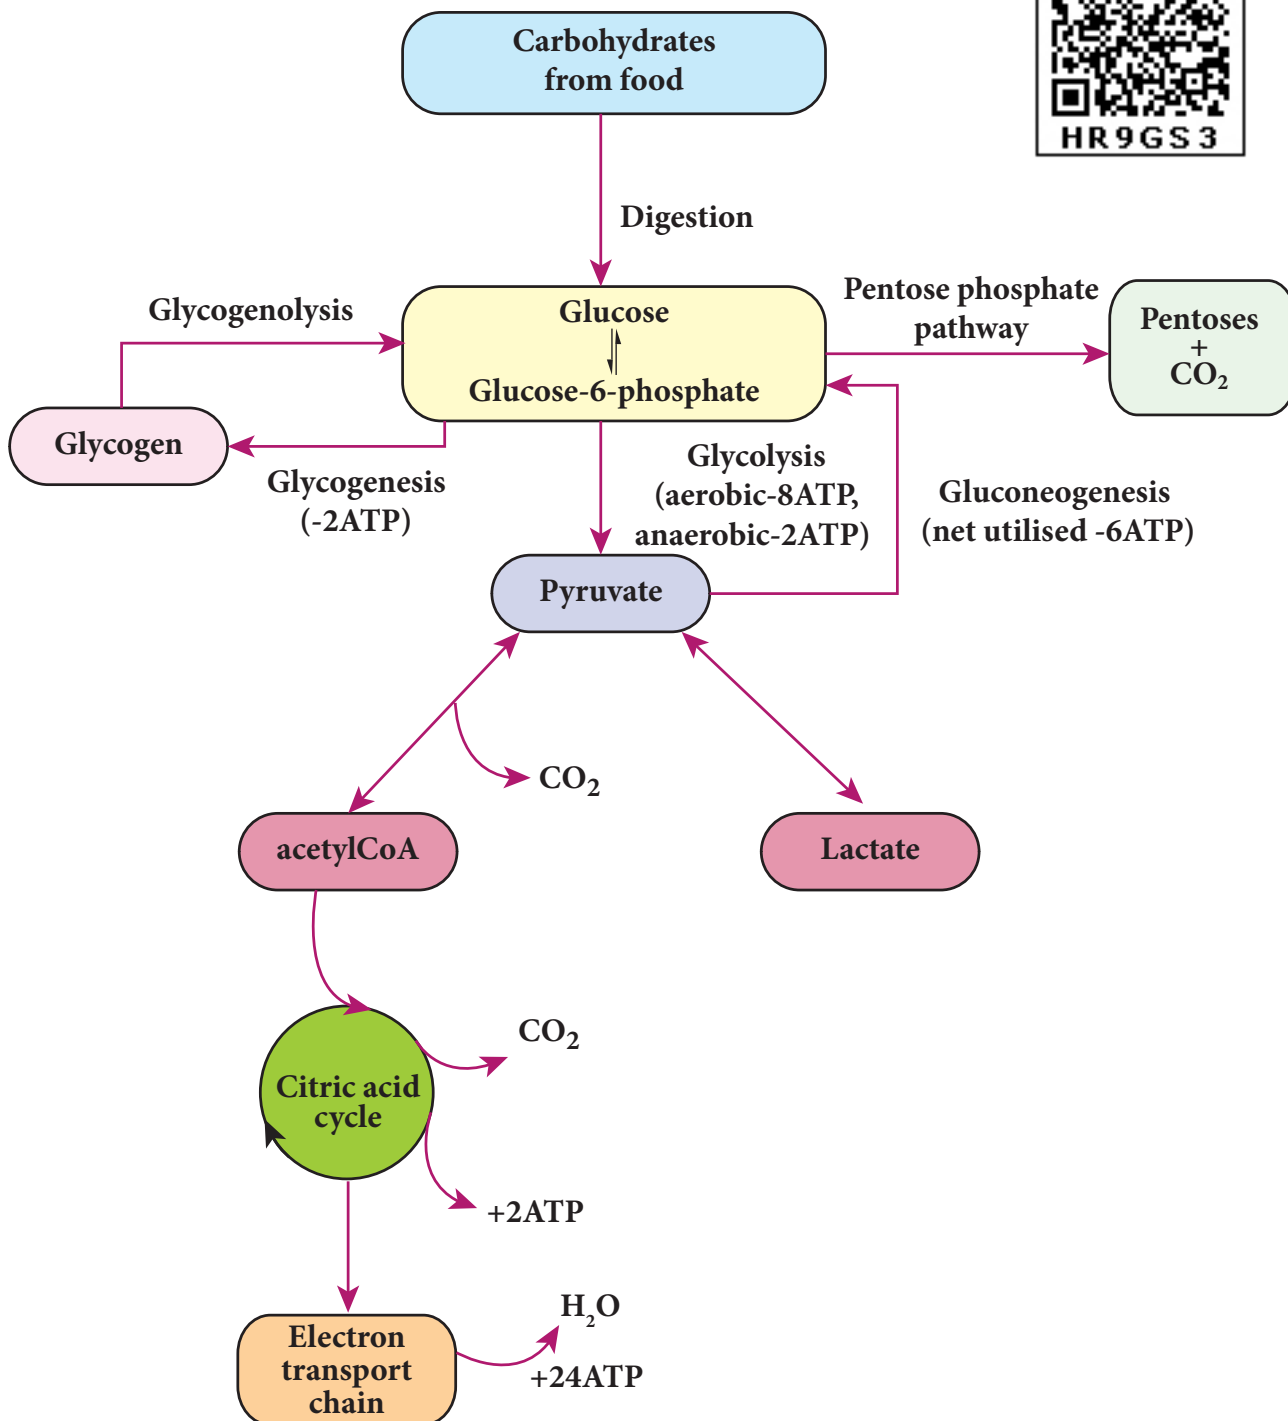 Carbohydrates
from food
HR9GS3
Digestion
Glycogenolysis
Glucose
Glucose-6-phosphate
Pentose phosphate
pathway
Pentoses
+
CO₂
Glycogen
Glycogenesis
(-2ATP)
Glycolysis
(aerobic-8ATP,
anaerobic-2ATP)
Gluconeogenesis
(net utilised -6ATP)
Pyruvate
CO₂
acetylCoA
Lactate
CO₂
Citric acid
cycle
+2ATP
H₂O
+24ATP
Electron
transport
chain